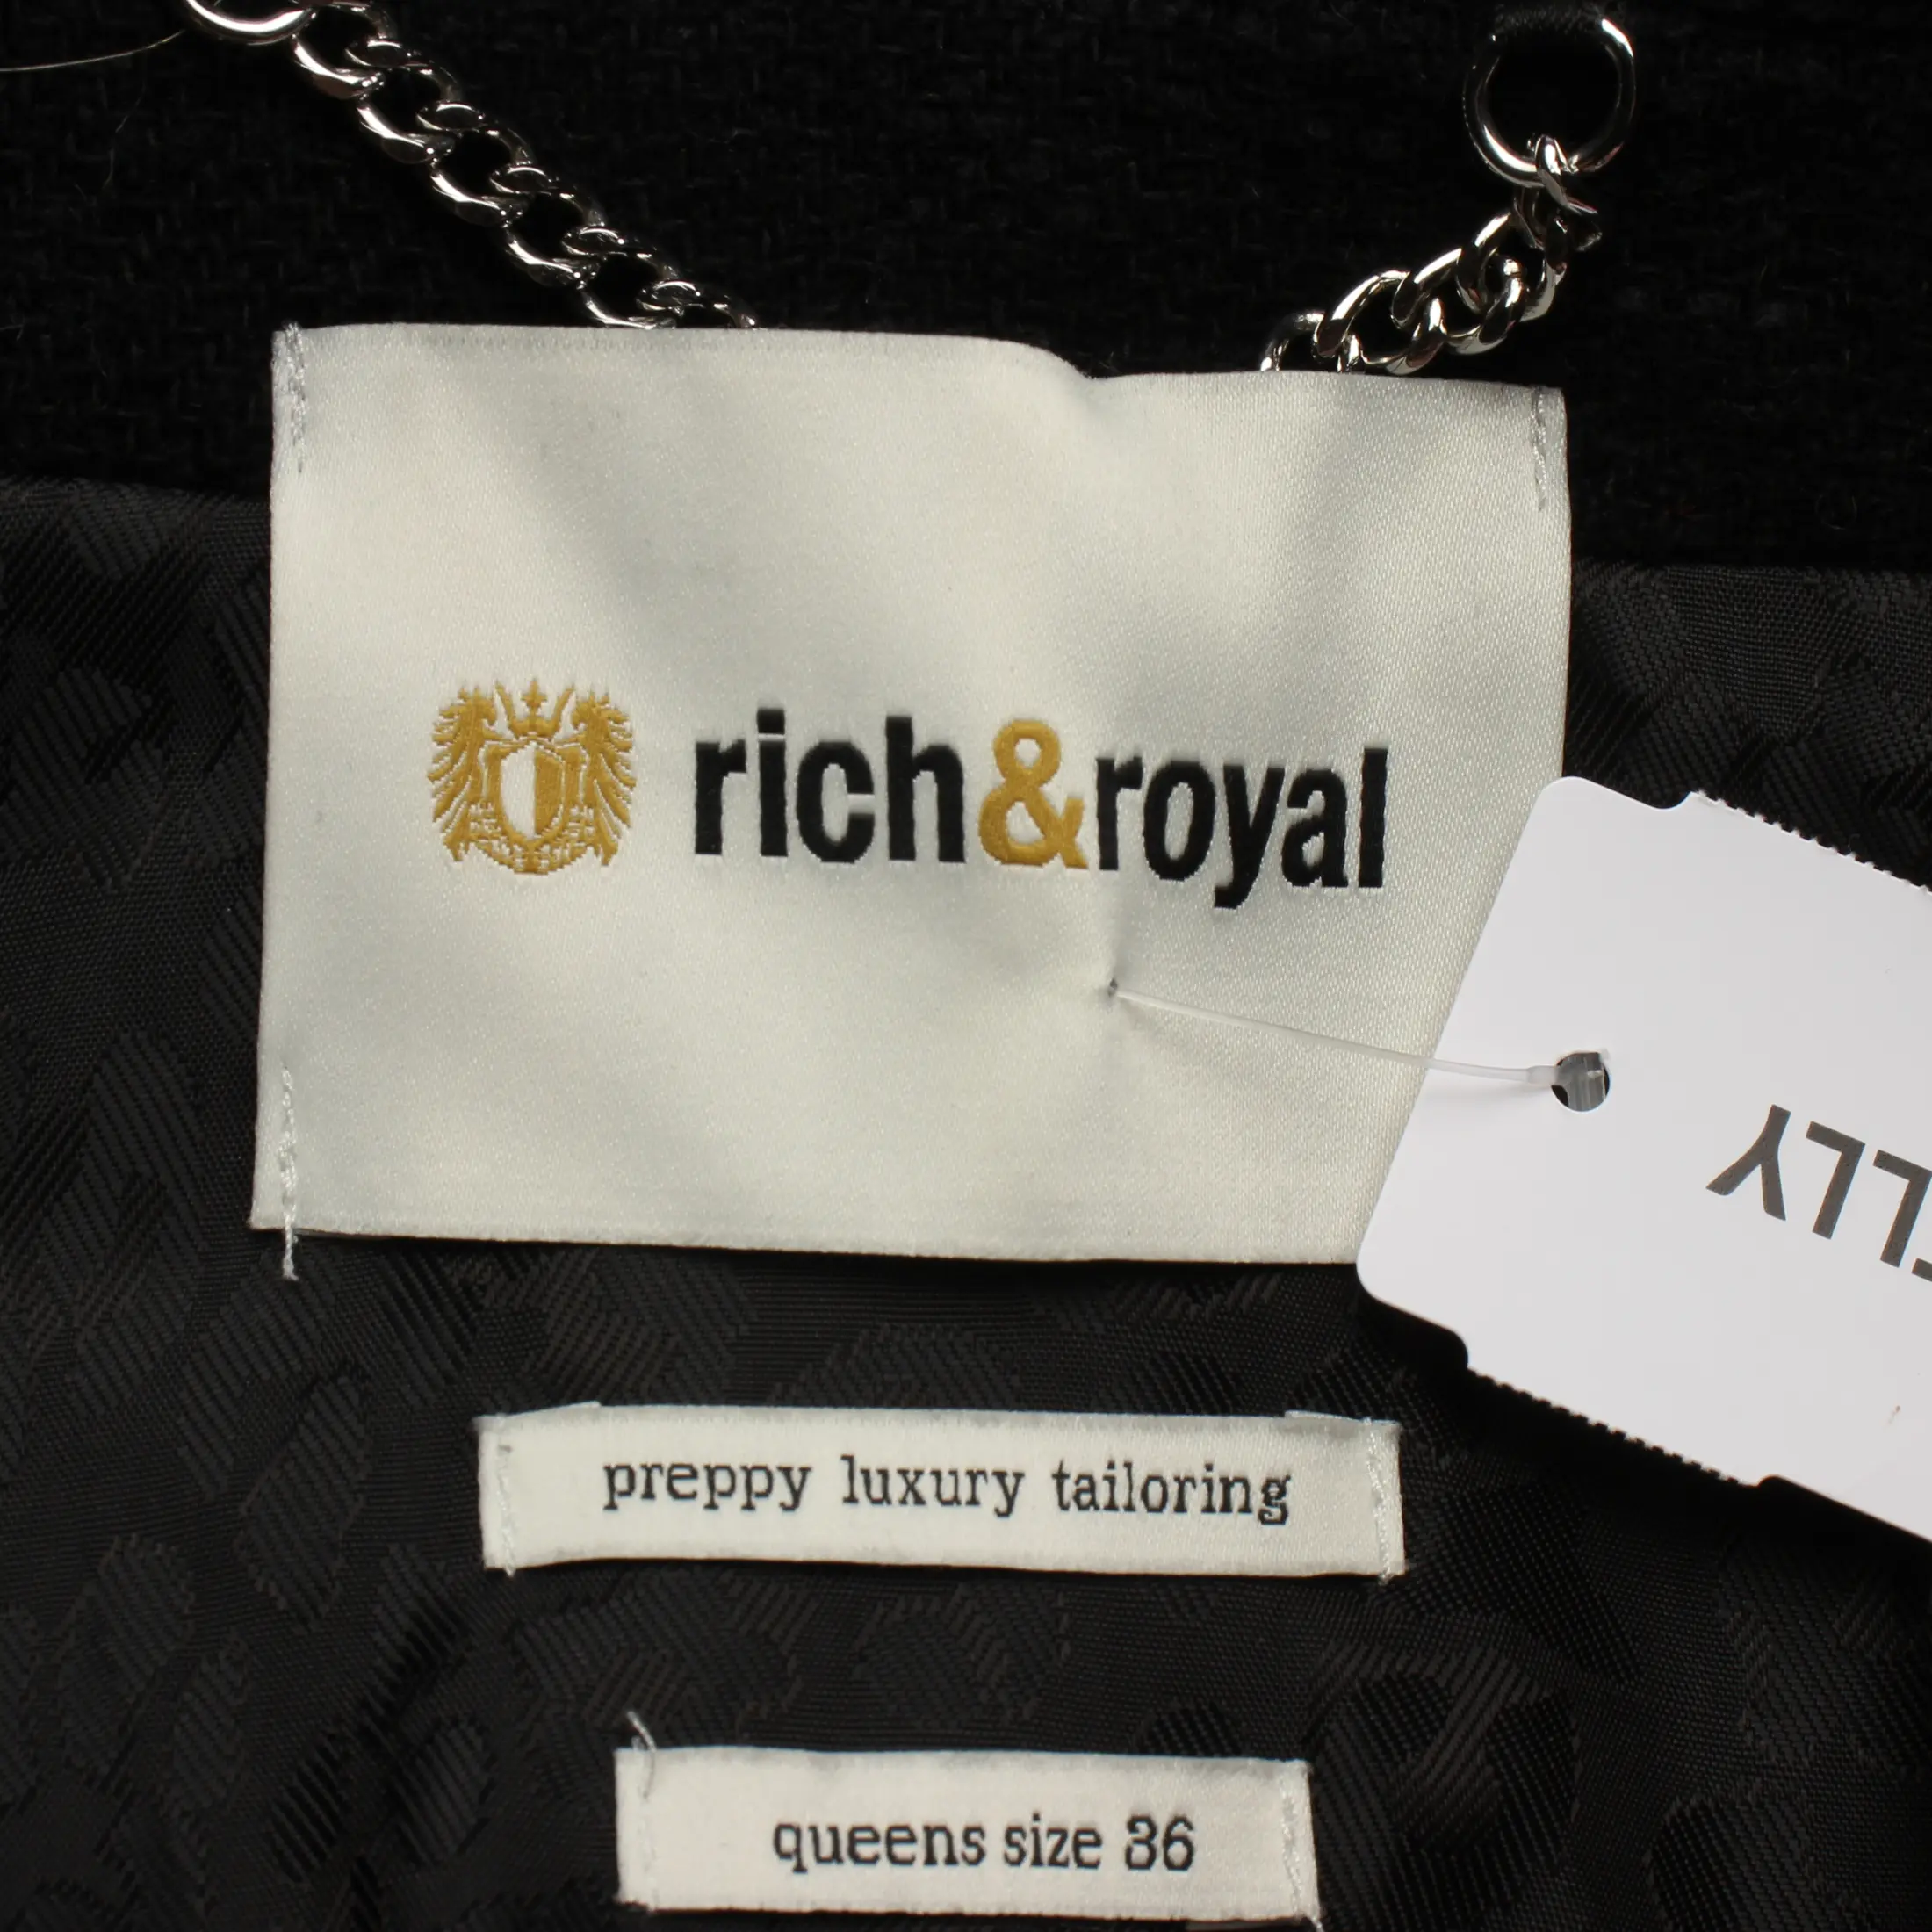 rich&royal
preppy luxury tailoring
queens size 36